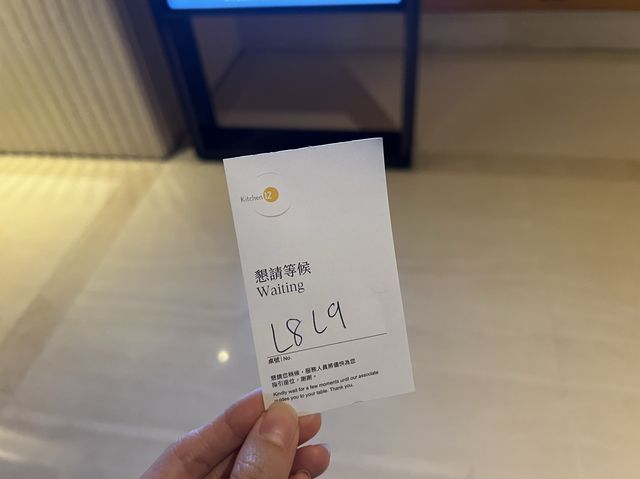 Kitchen 12
懇請等候
Waiting
L8 L9
桌號 | No.
懇請您稍候，服務人員將儘快為您
指引座位，謝謝。
Kindly wait for a few moments until our associate
guides you to your table. Thank you.